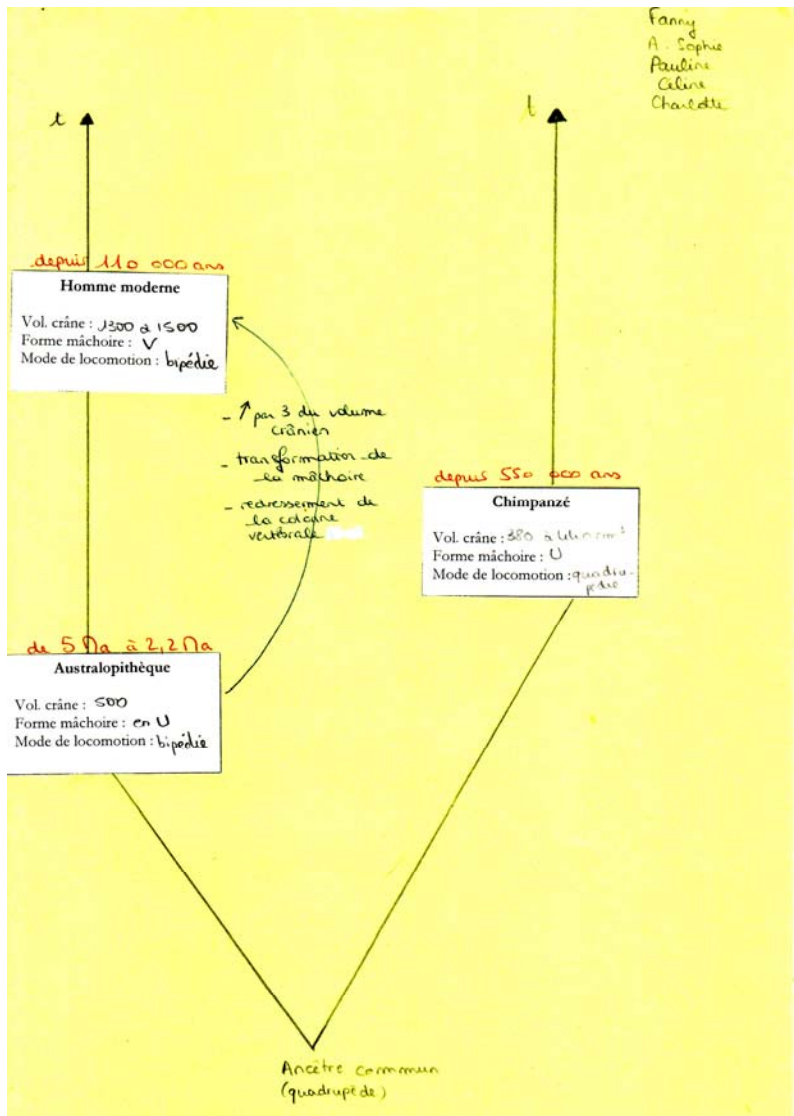 Fanny
A. Sophie
Pauline
Céline
Charlotte
t
t
depuis 110 000 ans
Homme moderne
Vol. crâne : 1300 à 1500
Forme mâchoire : V
Mode de locomotion : bipédie
- ↑ par 3 du volume
crânien
- transformation de
la mâchoire
- redressement de
la colonne
vertébrale
depuis 550 000 ans
Chimpanzé
Vol. crâne : 380 à 440 cm³
Forme mâchoire : U
Mode de locomotion : quadru-
pédie
de 5 Ma à 2,2 Ma
Australopithèque
Vol. crâne : 500
Forme mâchoire : en U
Mode de locomotion : bipédie
Ancêtre commun
(quadrupède)